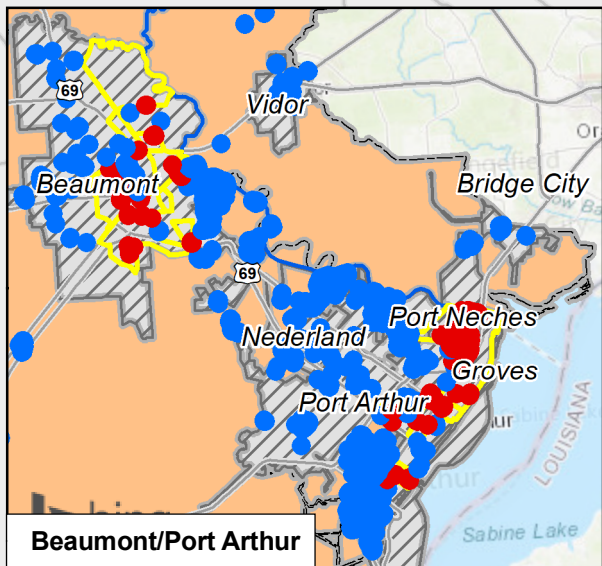 69
Vidor
Beaumont
Bridge City
69
Port Neches
Nederland
Groves
Port Arthur
LOUISIANA
Sabine Lake
Beaumont/Port Arthur